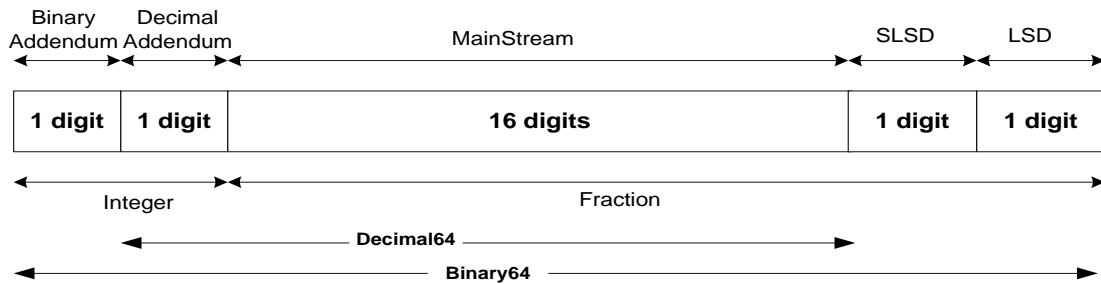 Binary Addendum
Decimal Addendum
MainStream
SLSD
LSD
1 digit
1 digit
16 digits
1 digit
1 digit
Integer
Fraction
Decimal64
Binary64